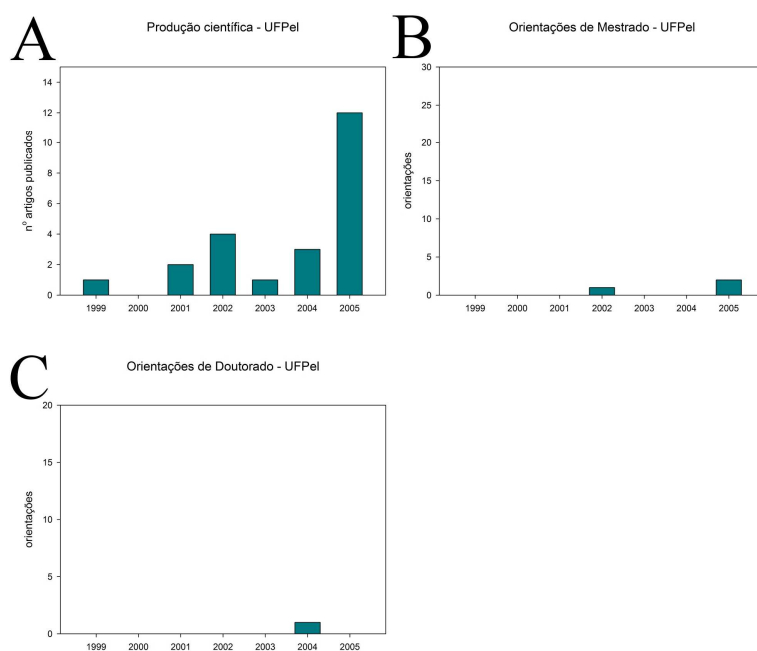 A
Produção científica - UFPel
nº artigos publicados
14
12
10
8
6
4
2
0
1999 2000 2001 2002 2003 2004 2005
B
Orientações de Mestrado - UFPel
orientações
30
25
20
15
10
5
0
1999 2000 2001 2002 2003 2004 2005
C
Orientações de Doutorado - UFPel
orientações
20
15
10
5
0
1999 2000 2001 2002 2003 2004 2005